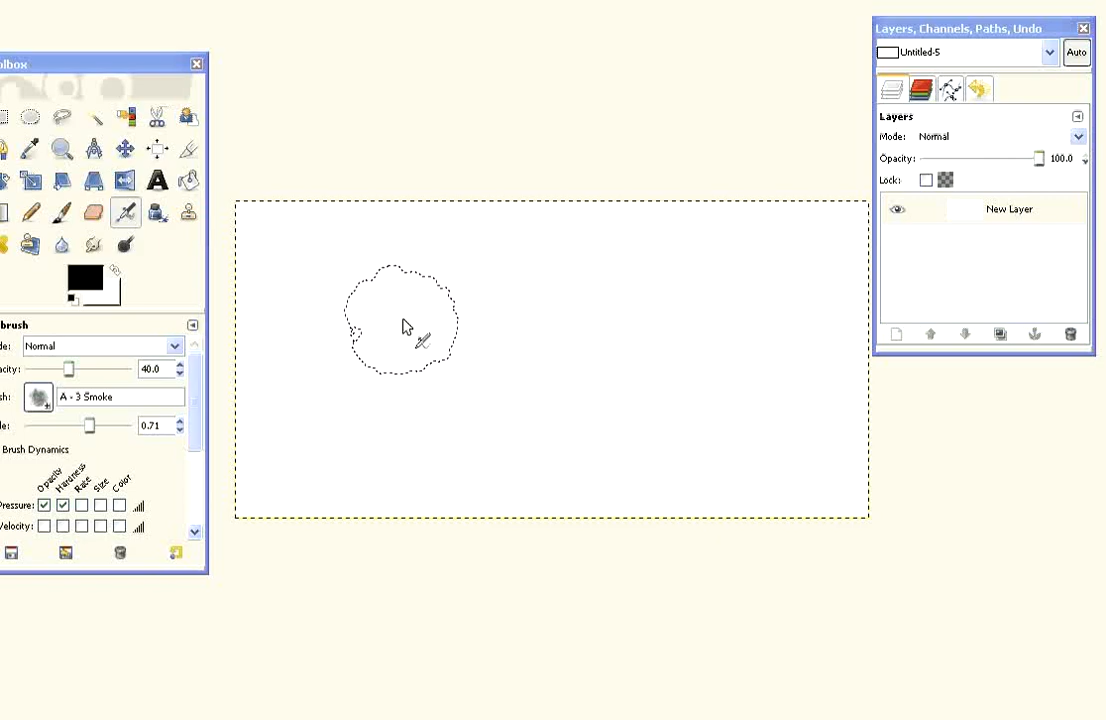 lbox
brush
de:
Normal
acity:
40.0
sh:
A - 3 Smoke
le:
0.71
Brush Dynamics
Opacity
Hardness
Rate
Size
Color
Pressure:
Velocity:
Layers, Channels, Paths, Undo
Untitled-5
Auto
Layers
Mode: Normal
Opacity: 100.0
Lock:
New Layer